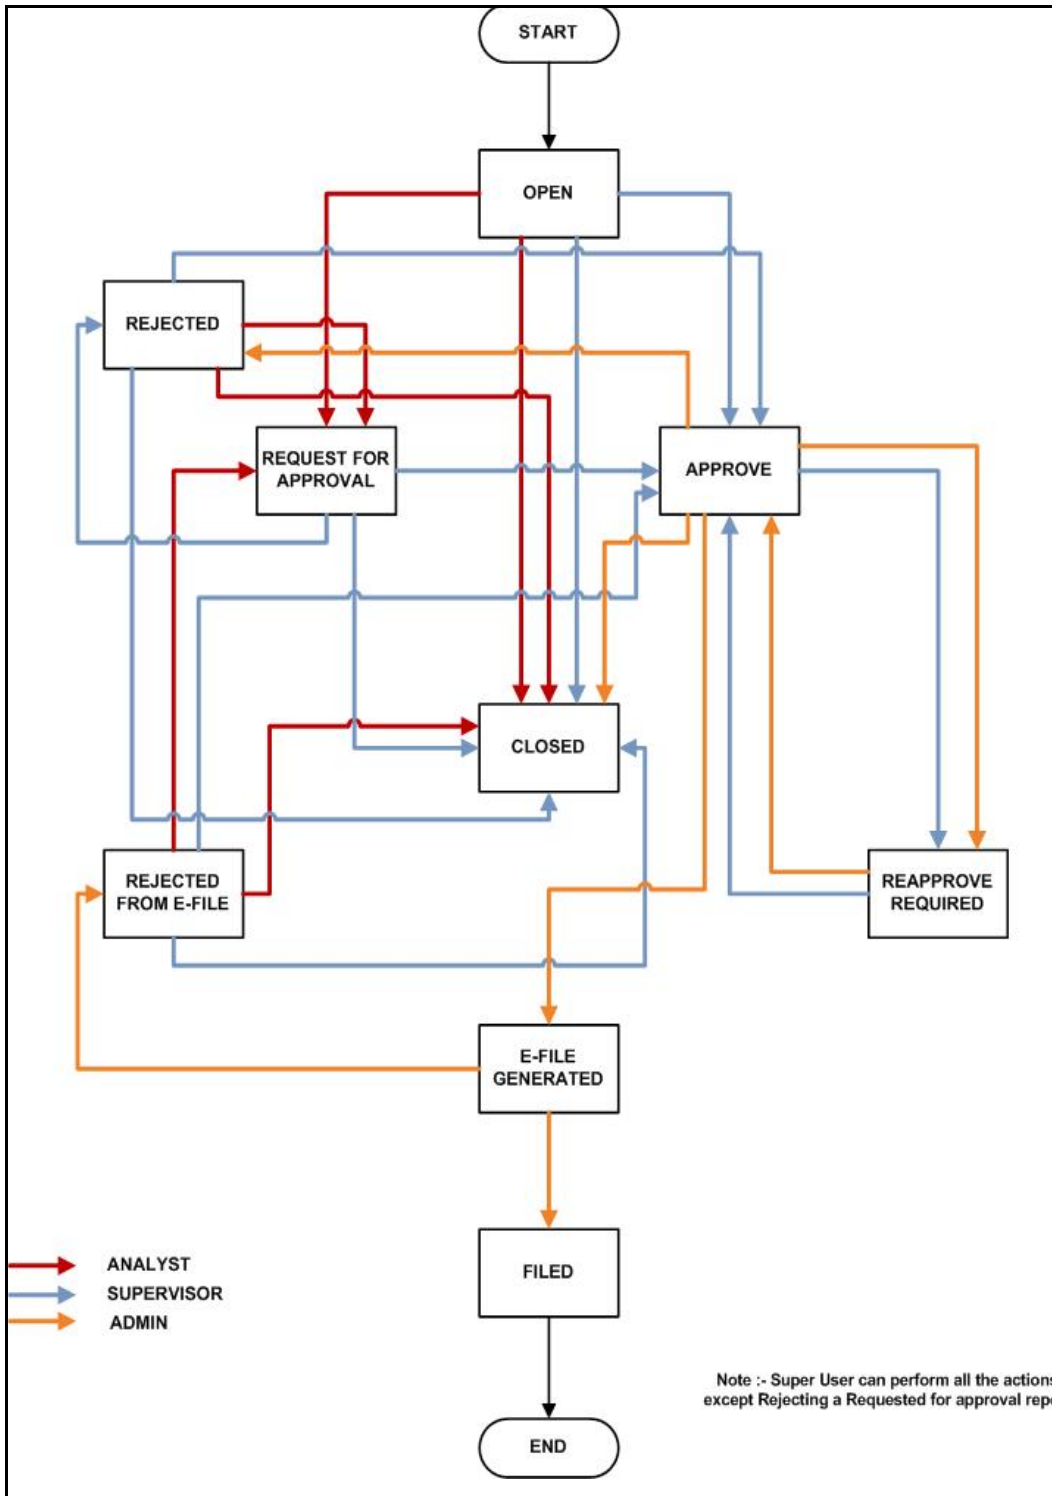 START
OPEN
REJECTED
REQUEST FOR
APPROVAL
APPROVE
CLOSED
REJECTED
FROM E-FILE
REAPPROVE
REQUIRED
E-FILE
GENERATED
FILED
ANALYST
SUPERVISOR
ADMIN
Note :- Super User can perform all the actions
except Rejecting a Requested for approval repo
END